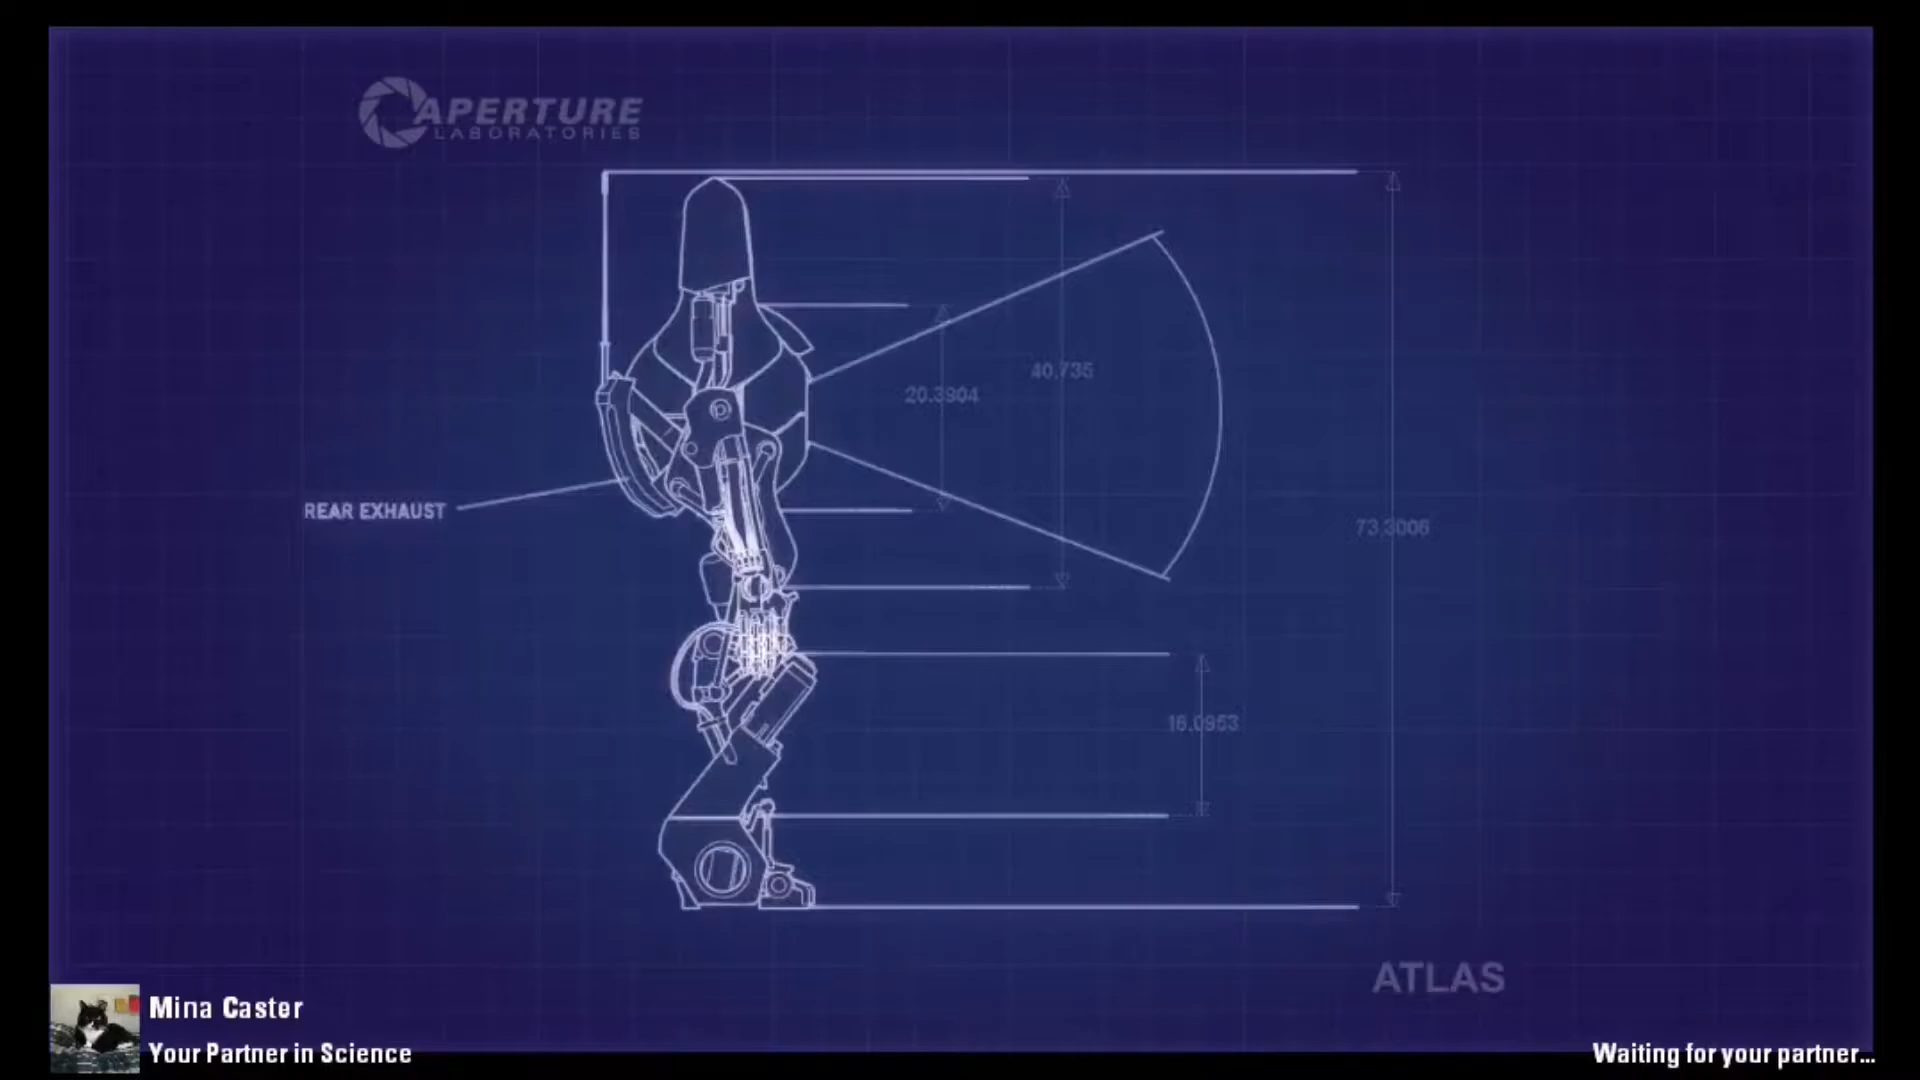 APERTURE
LABORATORIES
40.735
20.3904
REAR EXHAUST
73.3006
16.0953
ATLAS
Mina Caster
Your Partner in Science
Waiting for your partner...